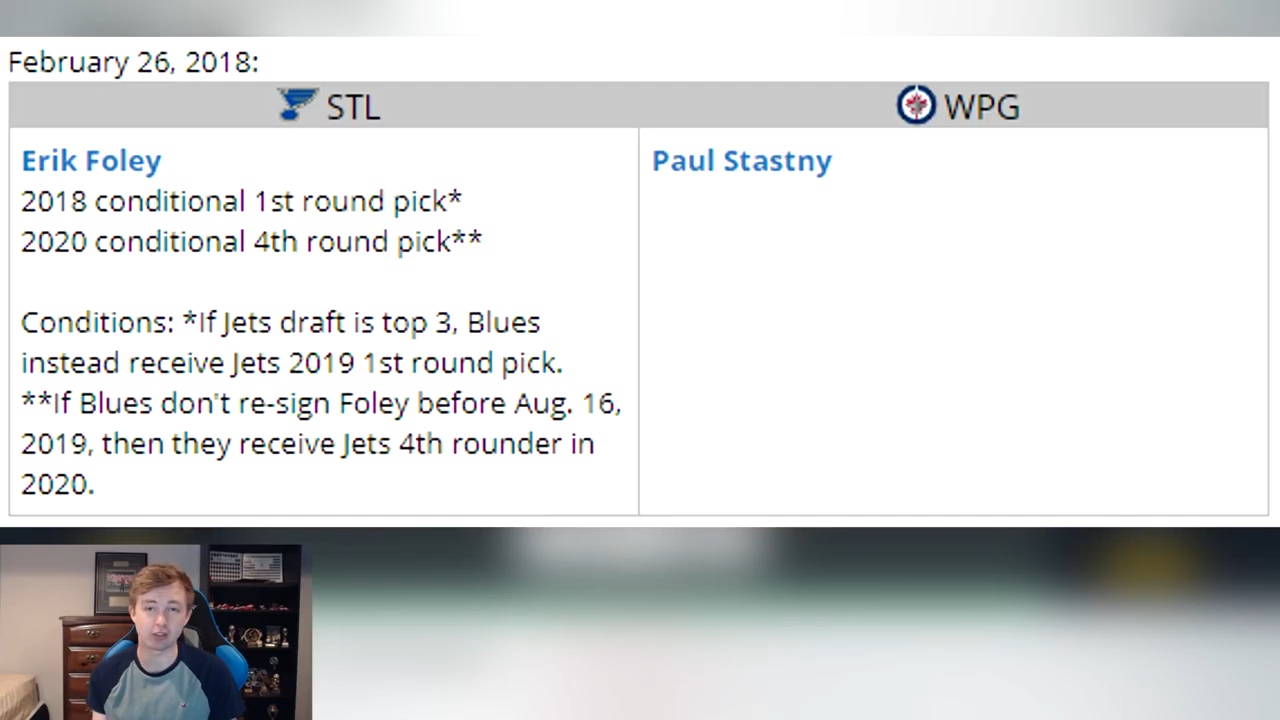 February 26, 2018:
STL
WPG
Erik Foley
2018 conditional 1st round pick*
2020 conditional 4th round pick**
Conditions: *If Jets draft is top 3, Blues
instead receive Jets 2019 1st round pick.
**If Blues don't re-sign Foley before Aug. 16,
2019, then they receive Jets 4th rounder in
2020.
Paul Stastny